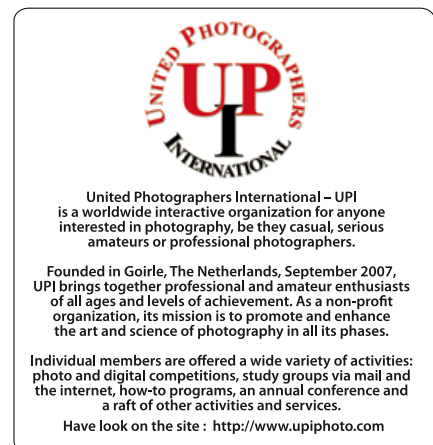 UNITED PHOTOGRAPHERS
UP
I
INTERNATIONAL
United Photographers International – UPI
is a worldwide interactive organization for anyone
interested in photography, be they casual, serious
amateurs or professional photographers.
Founded in Goirle, The Netherlands, September 2007,
UPI brings together professional and amateur enthusiasts
of all ages and levels of achievement. As a non-profit
organization, its mission is to promote and enhance
the art and science of photography in all its phases.
Individual members are offered a wide variety of activities:
photo and digital competitions, study groups via mail and
the internet, how-to programs, an annual conference and
a raft of other activities and services.
Have look on the site : http://www.upiphoto.com